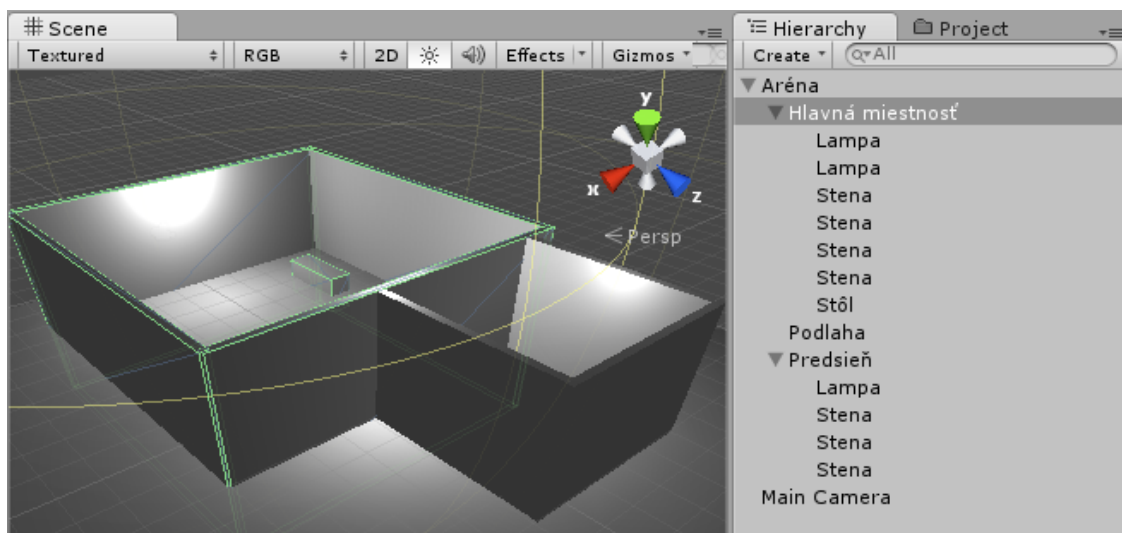 Scene
Textured RGB 2D Effects Gizmos
y
x
z
Persp
Hierarchy Project
Create All
Aréna
Hlavná miestnosť
Lampa
Lampa
Stena
Stena
Stena
Stena
Stôl
Podlaha
Predsieň
Lampa
Stena
Stena
Stena
Main Camera